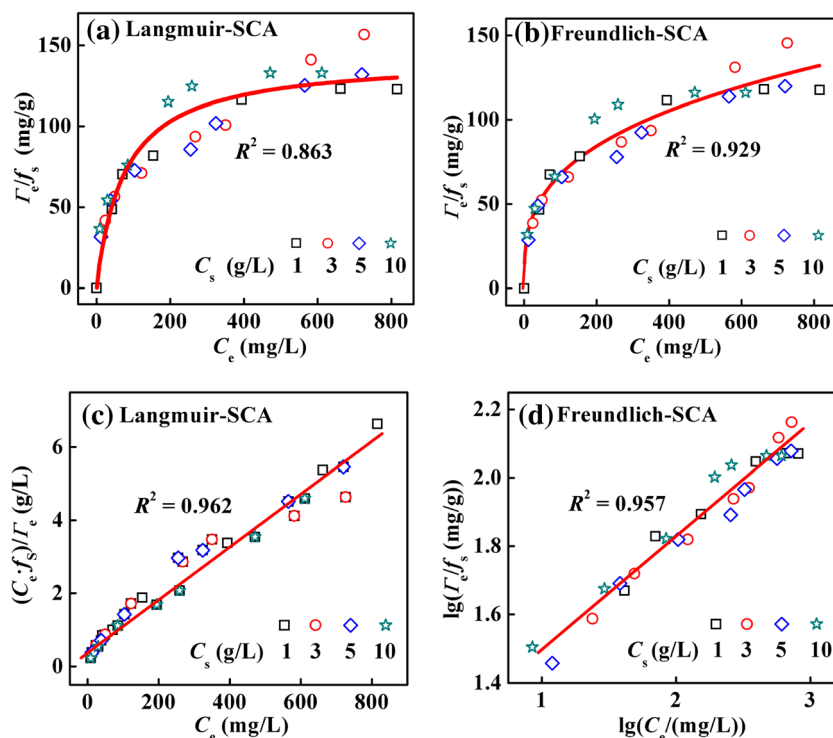 (a) Langmuir-SCA
150
100
50
0
Γe/fs (mg/g)
R² = 0.863
Cs (g/L) 1 3 5 10
0 200 400 600 800
Ce (mg/L)
(b) Freundlich-SCA
150
100
50
0
Γe/fs (mg/g)
R² = 0.929
Cs (g/L) 1 3 5 10
0 200 400 600 800
Ce (mg/L)
(c) Langmuir-SCA
6
4
2
0
((Ce·fS)/Γe (g/L)
R² = 0.962
Cs (g/L) 1 3 5 10
0 200 400 600 800
Ce (mg/L)
(d) Freundlich-SCA
2.2
2.0
1.8
1.6
1.4
lg(Γe/fs (mg/g))
R² = 0.957
Cs (g/L) 1 3 5 10
1 2 3
lg(Ce/(mg/L))